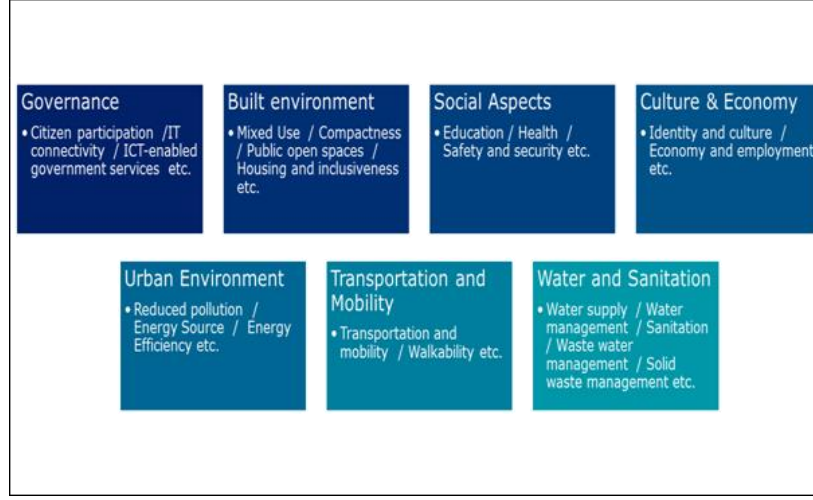 Governance
• Citizen participation /IT
connectivity / ICT-enabled
government services etc.
Built environment
• Mixed Use / Compactness
/ Public open spaces /
Housing and inclusiveness
etc.
Social Aspects
• Education / Health /
Safety and security etc.
Culture & Economy
• Identity and culture /
Economy and employment
etc.
Urban Environment
• Reduced pollution /
Energy Source / Energy
Efficiency etc.
Transportation and
Mobility
• Transportation and
mobility / Walkability etc.
Water and Sanitation
• Water supply / Water
management / Sanitation
/ Waste water
management / Solid
waste management etc.